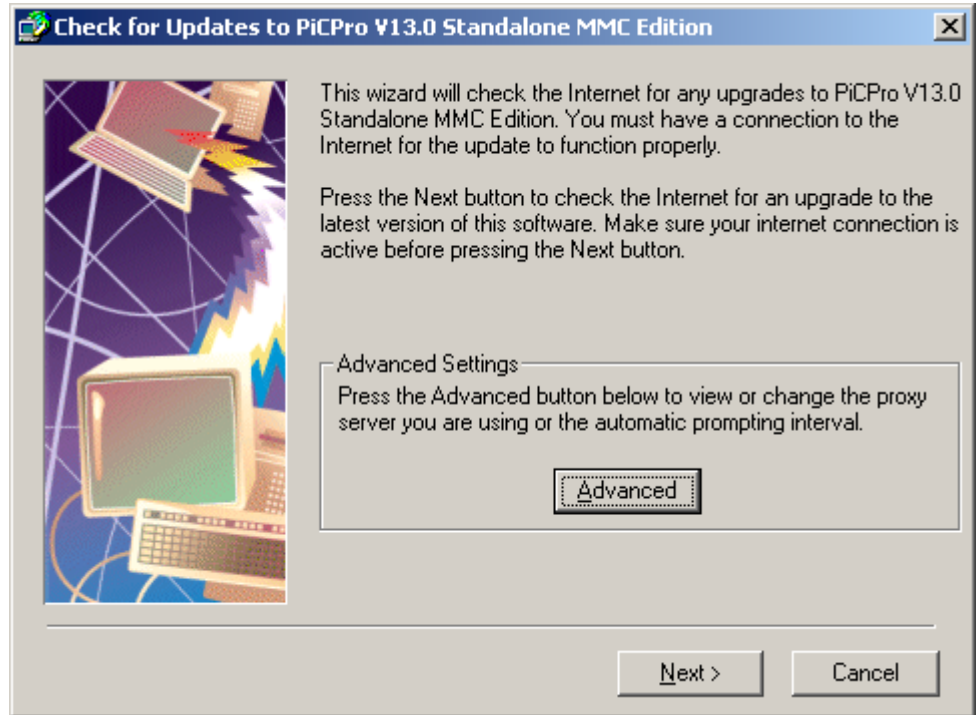 Check for Updates to PiCPro V13.0 Standalone MMC Edition
This wizard will check the Internet for any upgrades to PiCPro V13.0
Standalone MMC Edition. You must have a connection to the
Internet for the update to function properly.
Press the Next button to check the Internet for an upgrade to the
latest version of this software. Make sure your internet connection is
active before pressing the Next button.
Advanced Settings
Press the Advanced button below to view or change the proxy
server you are using or the automatic prompting interval.
Advanced
Next >
Cancel